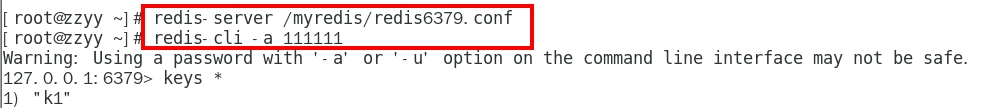 [root@zzyy ~]# redis-server /myredis/redis6379.conf
[root@zzyy ~]# redis-cli -a 111111
Warning: Using a password with '-a' or '-u' option on the command line interface may not be safe.
127.0.0.1:6379> keys *
1) "k1"